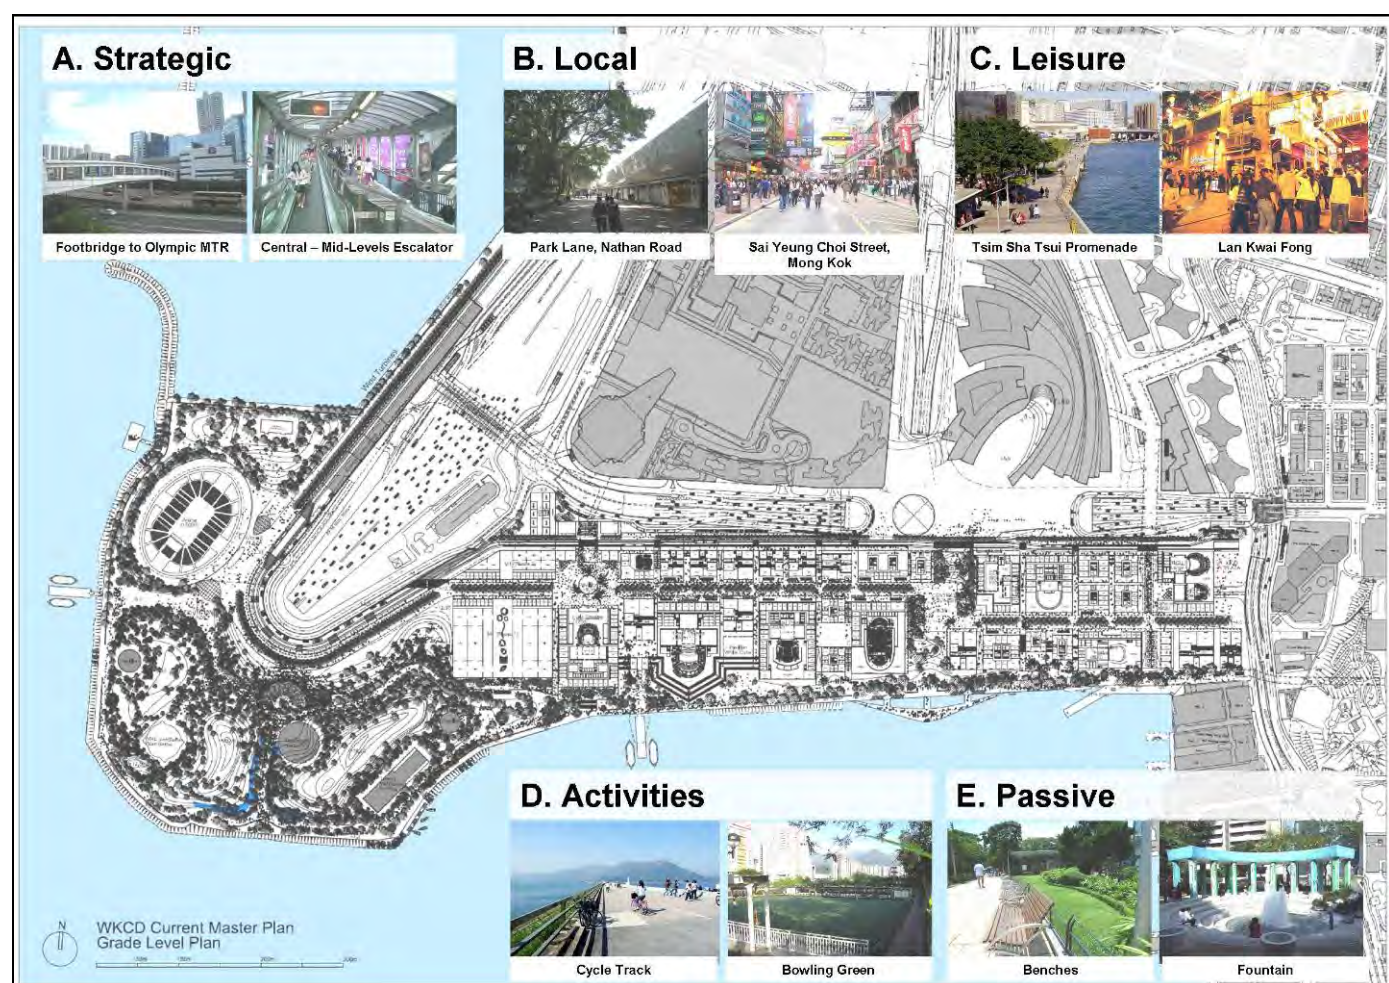 A. Strategic
B. Local
C. Leisure
Footbridge to Olympic MTR
Central – Mid-Levels Escalator
Park Lane, Nathan Road
Sai Yeung Choi Street,
Mong Kok
Tsim Sha Tsui Promenade
Lan Kwai Fong
D. Activities
E. Passive
Cycle Track
Bowling Green
Benches
Fountain
N
WKCD Current Master Plan
Grade Level Plan